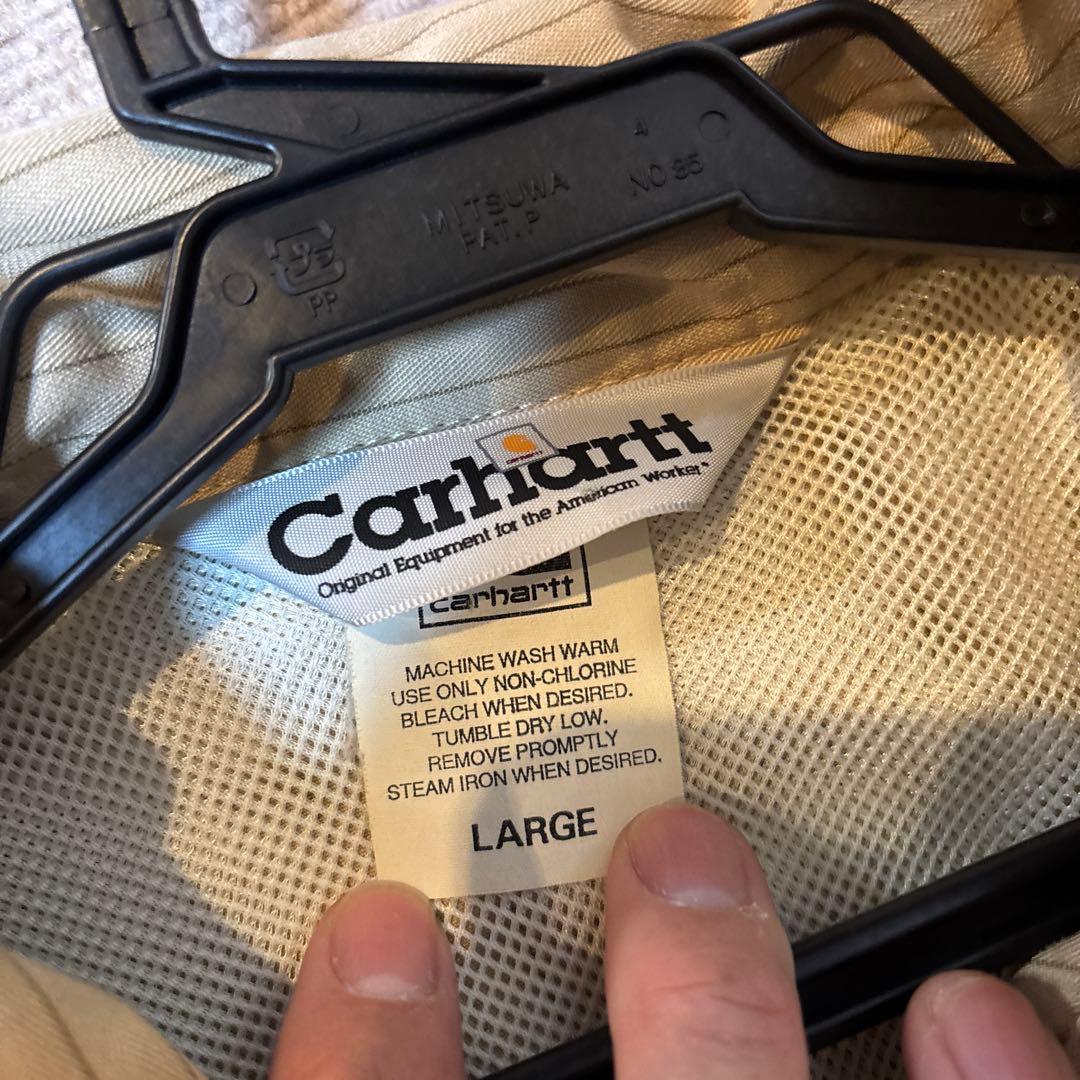 4
MITSUWA
NO 95
PAT. P
PP
Carhartt
Original Equipment for the American Worker
carhartt
MACHINE WASH WARM
USE ONLY NON-CHLORINE
BLEACH WHEN DESIRED.
TUMBLE DRY LOW.
REMOVE PROMPTLY
STEAM IRON WHEN DESIRED.
LARGE